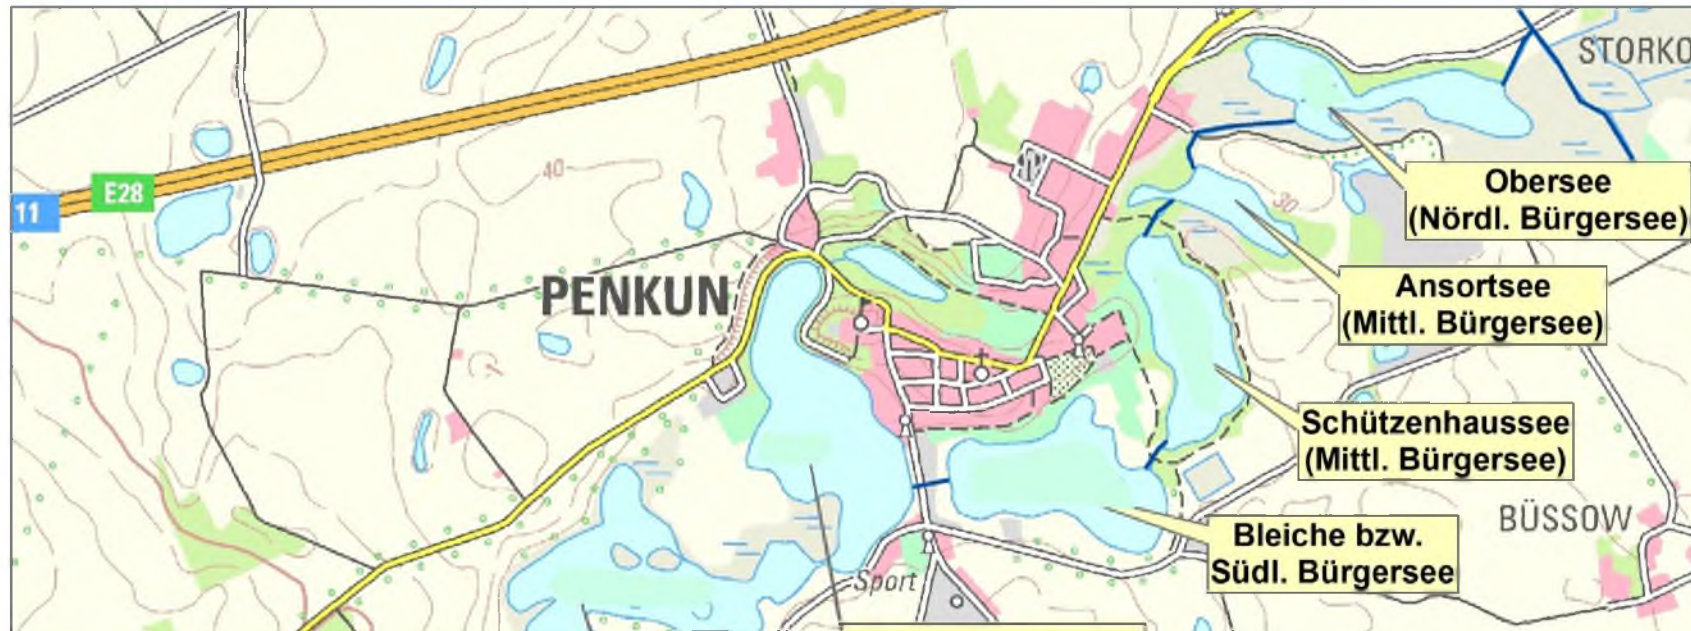 STORKO
11
E28
40
30
Obersee
(Nördl. Bürgersee)
Ansortsee
(Mittl. Bürgersee)
PENKUN
Schützenhaussee
(Mittl. Bürgersee)
BÜSSOW
Bleiche bzw.
Südl. Bürgersee
Sport